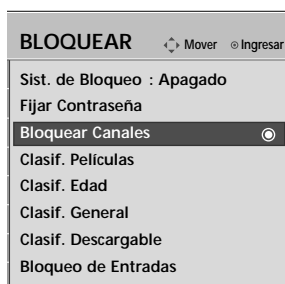 BLOQUEAR Mover Ingresar
Sist. de Bloqueo : Apagado
Fijar Contraseña
Bloquear Canales
Clasif. Películas
Clasif. Edad
Clasif. General
Clasif. Descargable
Bloqueo de Entradas